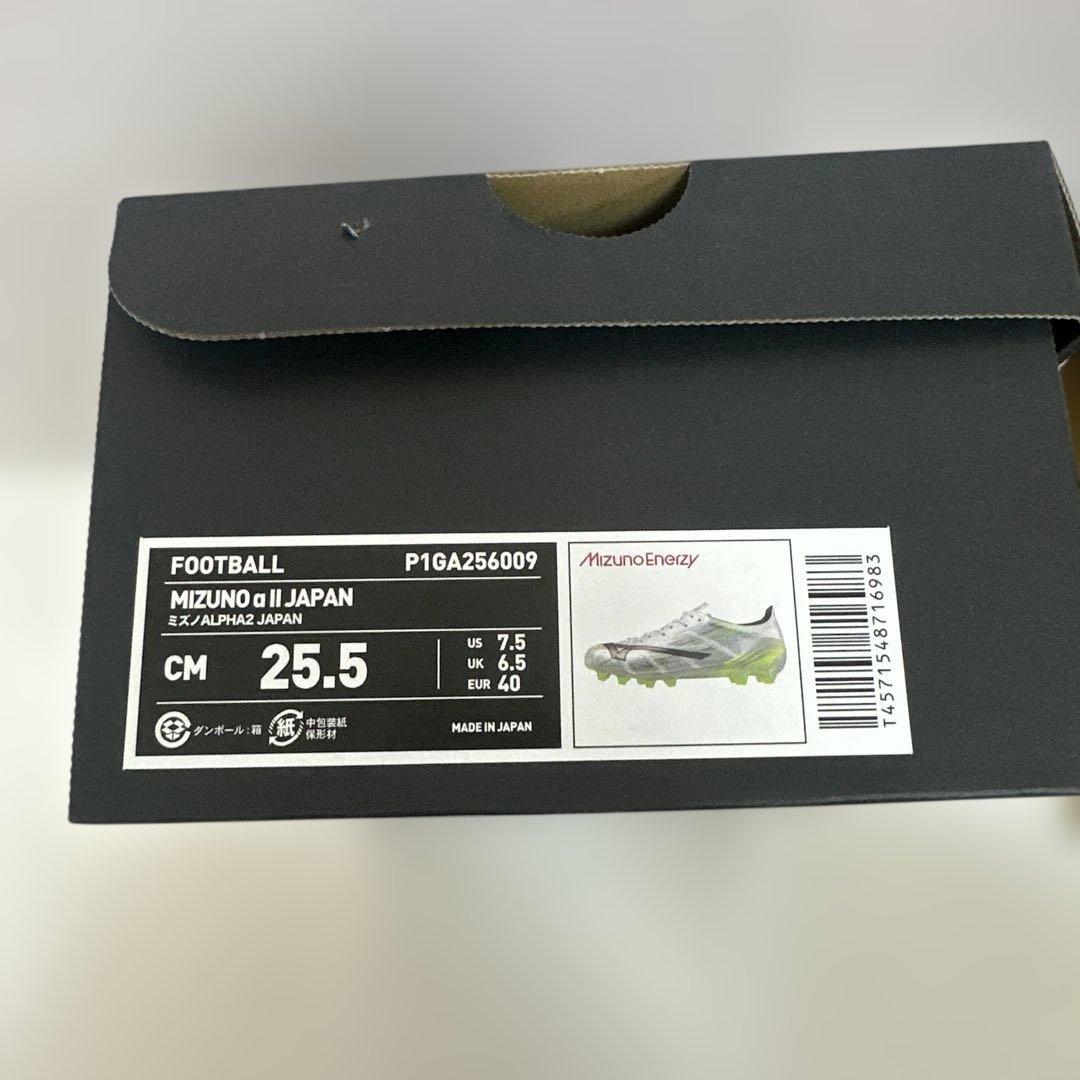 FOOTBALL P1GA256009
MIZUNO α II JAPAN
ミズノALPHA2 JAPAN
CM 25.5
US 7.5
UK 6.5
EUR 40
ダンボール:箱
紙 中包装紙
保形材
MADE IN JAPAN
MIZUNO Enerzy
T4571548716983